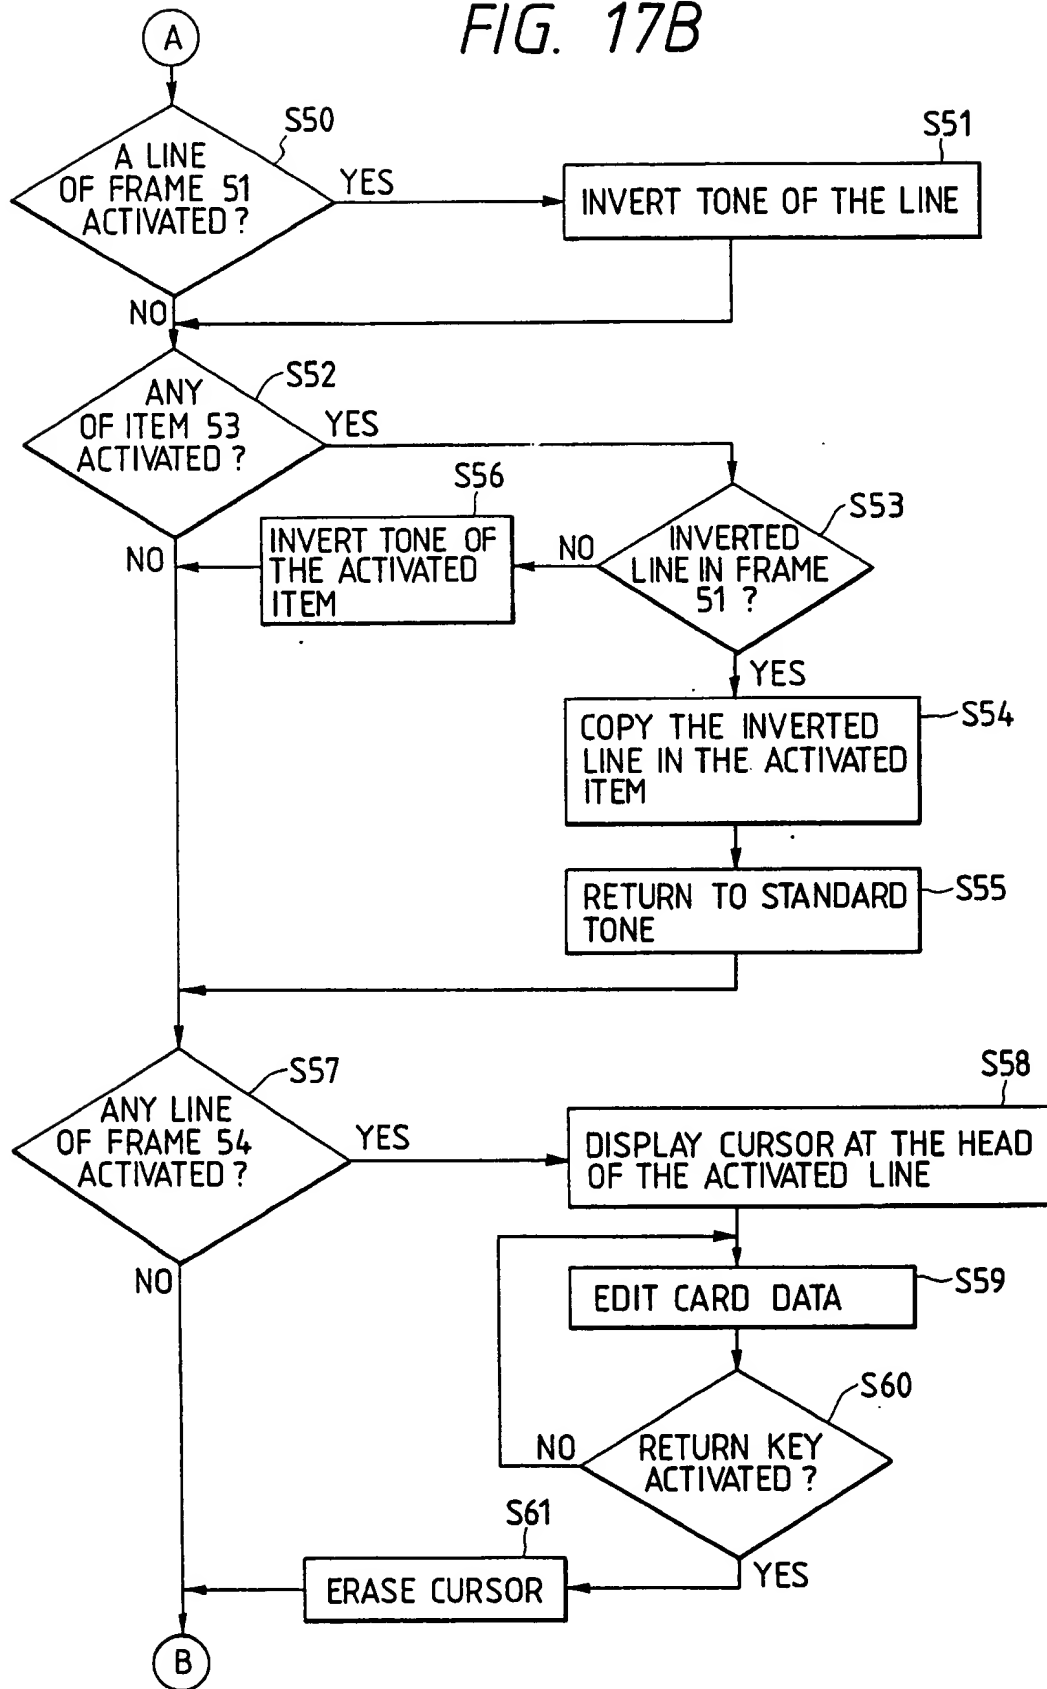 FIG. 17B
A
S50
A LINE
OF FRAME 51
ACTIVATED ?
YES
S51
INVERT TONE OF THE LINE
NO
S52
ANY
OF ITEM 53
ACTIVATED ?
YES
S53
INVERTED
LINE IN FRAME
51 ?
NO
S56
INVERT TONE OF
THE ACTIVATED
ITEM
NO
YES
S54
COPY THE INVERTED
LINE IN THE ACTIVATED
ITEM
S55
RETURN TO STANDARD
TONE
S57
ANY LINE
OF FRAME 54
ACTIVATED ?
YES
S58
DISPLAY CURSOR AT THE HEAD
OF THE ACTIVATED LINE
NO
S59
EDIT CARD DATA
S60
RETURN KEY
ACTIVATED ?
NO
YES
S61
ERASE CURSOR
B